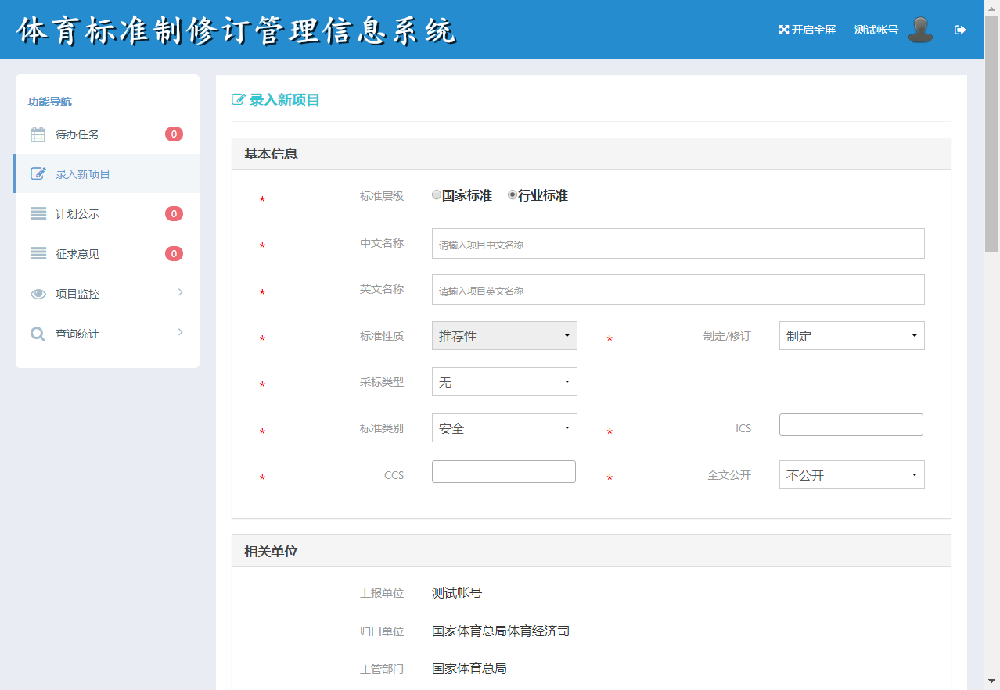 体育标准制修订管理信息系统
开启全屏 测试帐号
功能导航
待办任务 0
录入新项目
计划公示 0
征求意见 0
项目监控
查询统计
录入新项目
基本信息
* 标准层级 国家标准 行业标准
* 中文名称 请输入项目中文名称
* 英文名称 请输入项目英文名称
* 标准性质 推荐性 * 制定/修订 制定
* 采标类型 无
* 标准类别 安全 * ICS
* CCS * 全文公开 不公开
相关单位
上报单位 测试帐号
归口单位 国家体育总局体育经济司
主管部门 国家体育总局